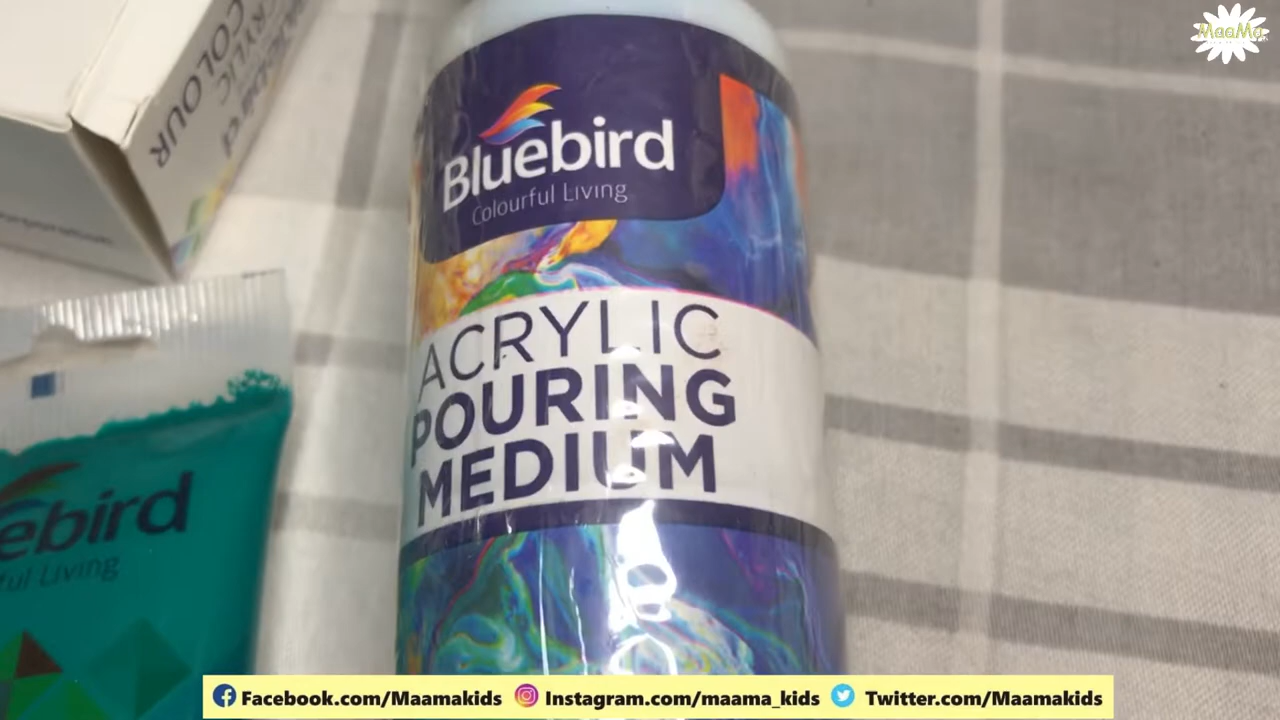 MaaMa
ACRYLIC
COLOUR
Bluebird
Colourful Living
ACRYLIC
POURING
MEDIUM
ebird
ful Living
Facebook.com/Maamakids Instagram.com/maama_kids Twitter.com/Maamakids